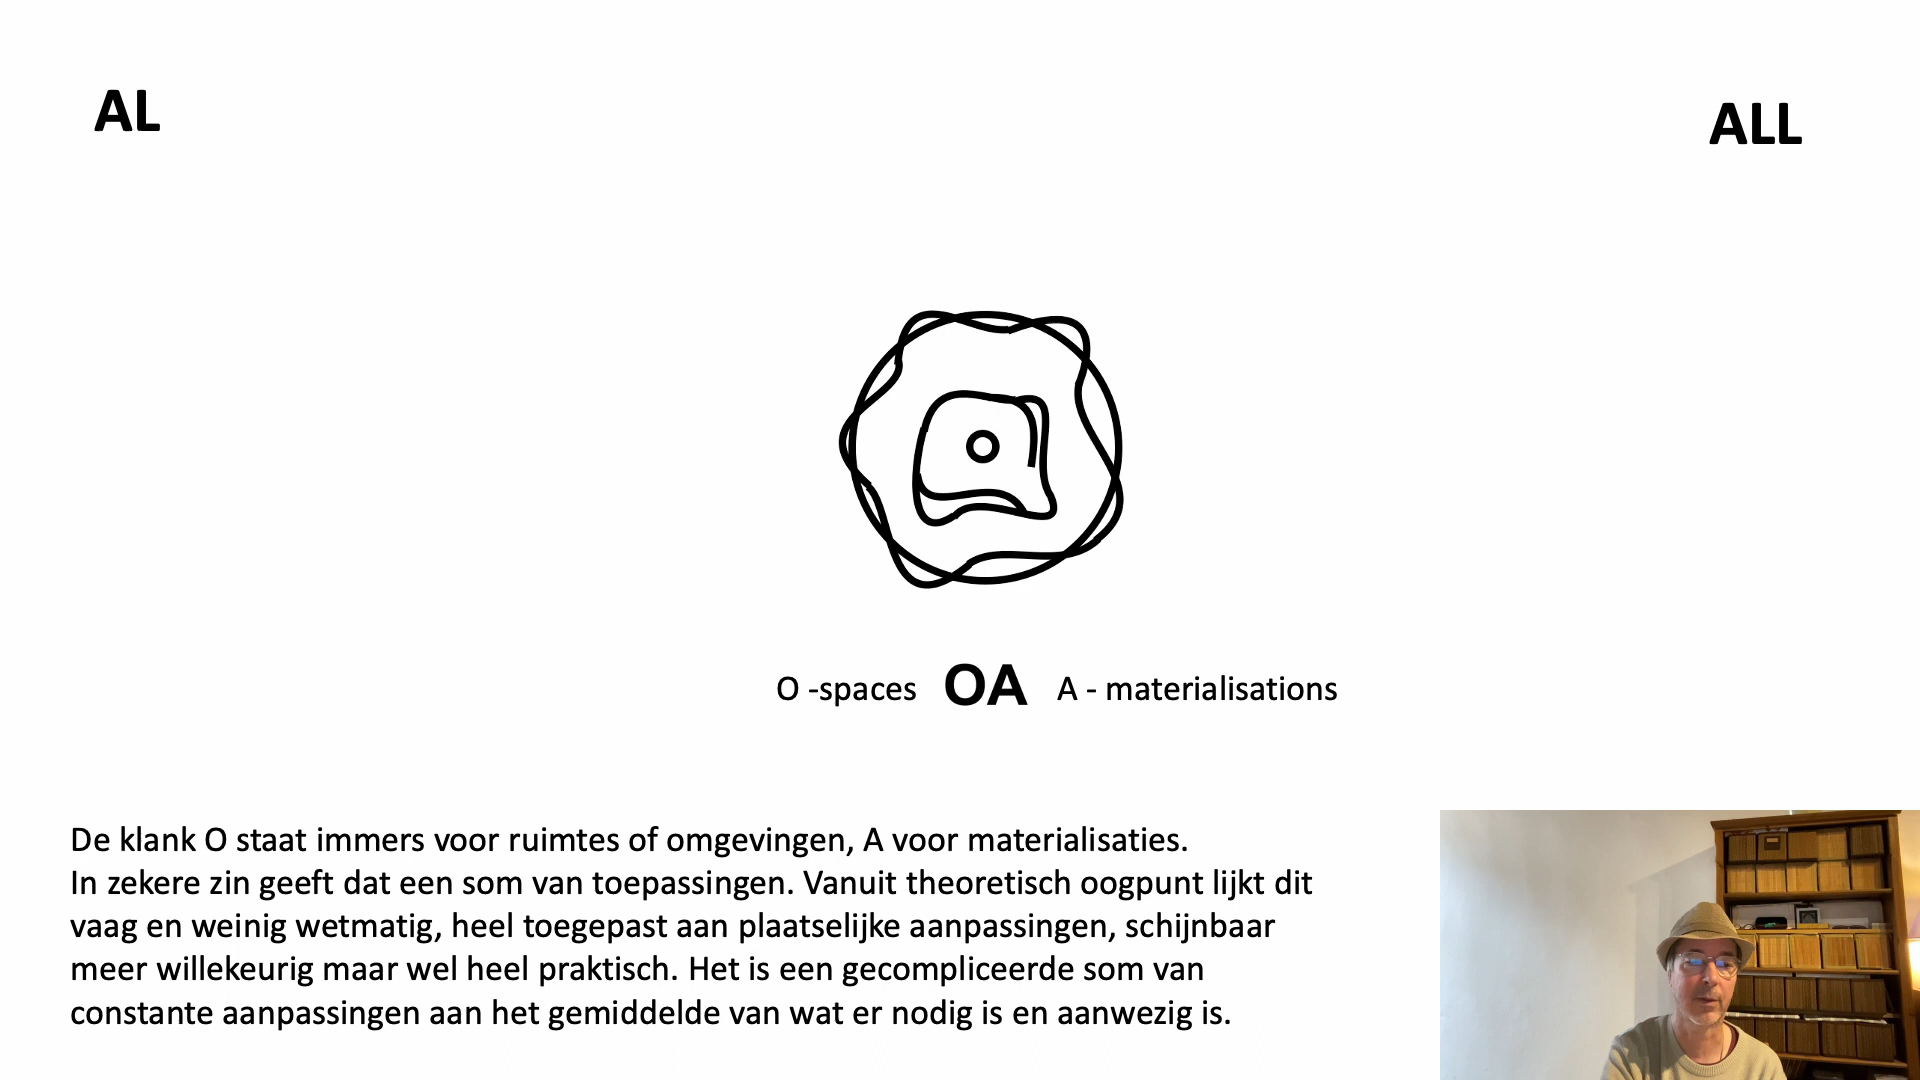 AL
ALL
O -spaces OA A - materialisations
De klank O staat immers voor ruimtes of omgevingen, A voor materialisaties.
In zekere zin geeft dat een som van toepassingen. Vanuit theoretisch oogpunt lijkt dit
vaag en weinig wetmatig, heel toegepast aan plaatselijke aanpassingen, schijnbaar
meer willekeurig maar wel heel praktisch. Het is een gecompliceerde som van
constante aanpassingen aan het gemiddelde van wat er nodig is en aanwezig is.